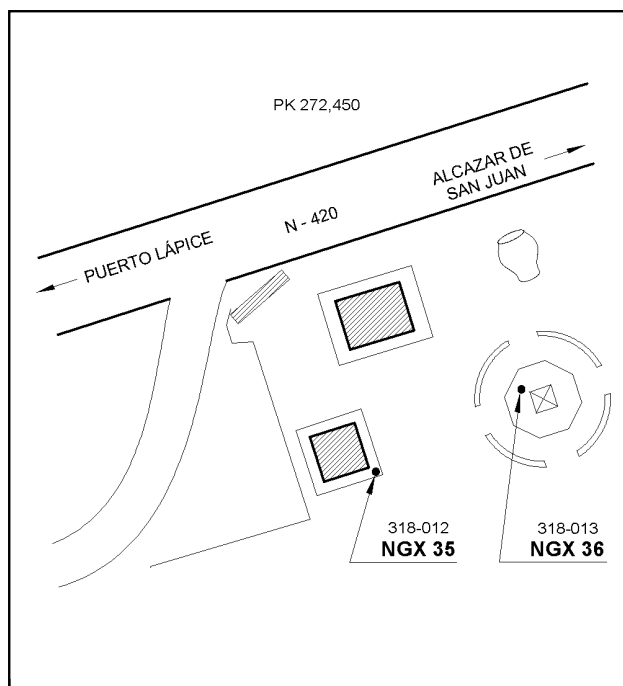 PK 272,450
ALCAZAR DE
SAN JUAN
N - 420
PUERTO LÁPICE
318-012
NGX 35
318-013
NGX 36